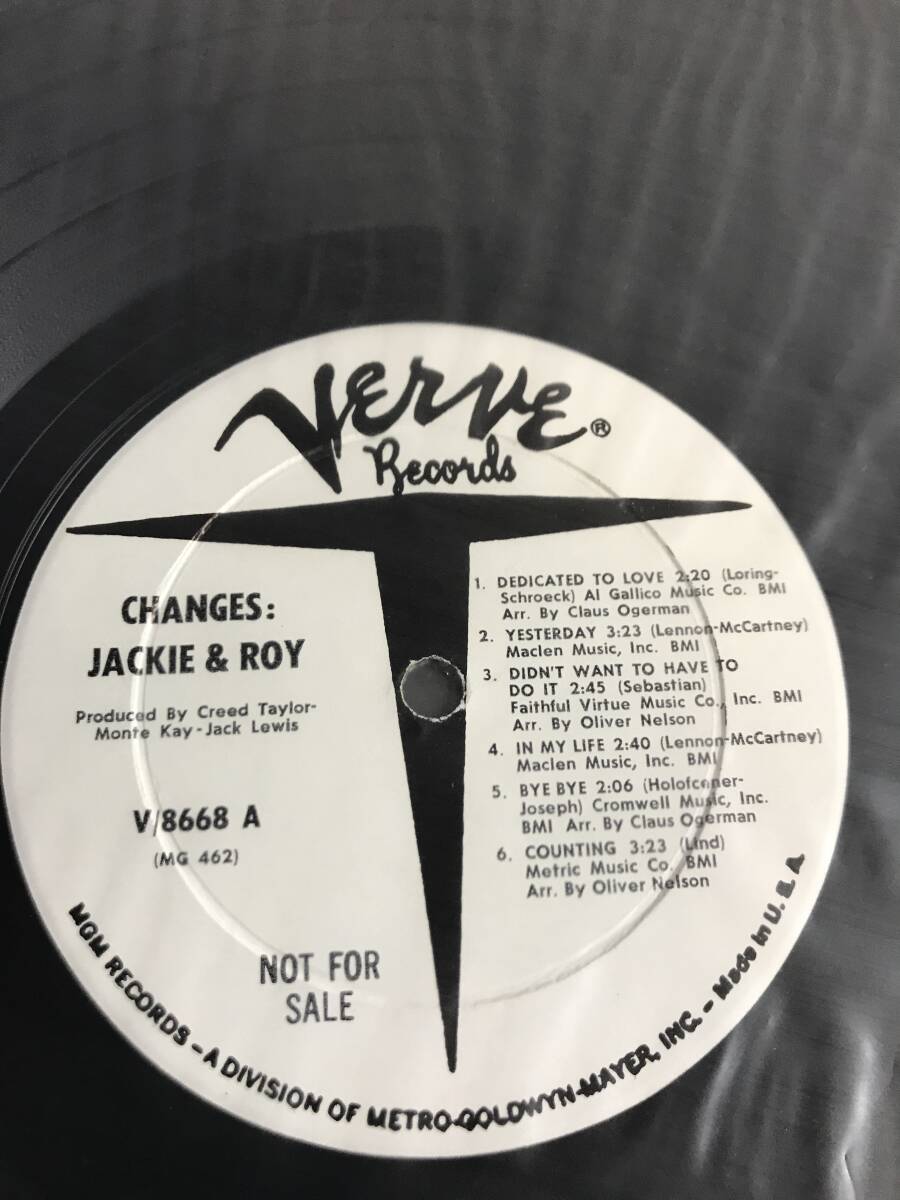 VERVE®
Records
CHANGES:
JACKIE & ROY
Produced By Creed Taylor-
Monte Kay-Jack Lewis
V/8668 A
(MG 462)
NOT FOR
SALE
1. DEDICATED TO LOVE 2:20 (Loring-
Schroeck) Al Gallico Music Co. BMI
Arr. By Claus Ogerman
2. YESTERDAY 3:23 (Lennon-McCartney)
Maclen Music, Inc. BMI
3. DIDN'T WANT TO HAVE TO
DO IT 2:45 (Sebastian)
Faithful Virtue Music Co., Inc. BMI
Arr. By Oliver Nelson
4. IN MY LIFE 2:40 (Lennon-McCartney)
Maclen Music, Inc. BMI
5. BYE BYE 2:06 (Holofcener-
Joseph) Cromwell Music, Inc.
BMI Arr. By Claus Ogerman
6. COUNTING 3:23 (Lind)
Metric Music Co. BMI
Arr. By Oliver Nelson
MGM RECORDS – A DIVISION OF METRO-GOLDWYN-MAYER, INC. – Made in U. S. A.